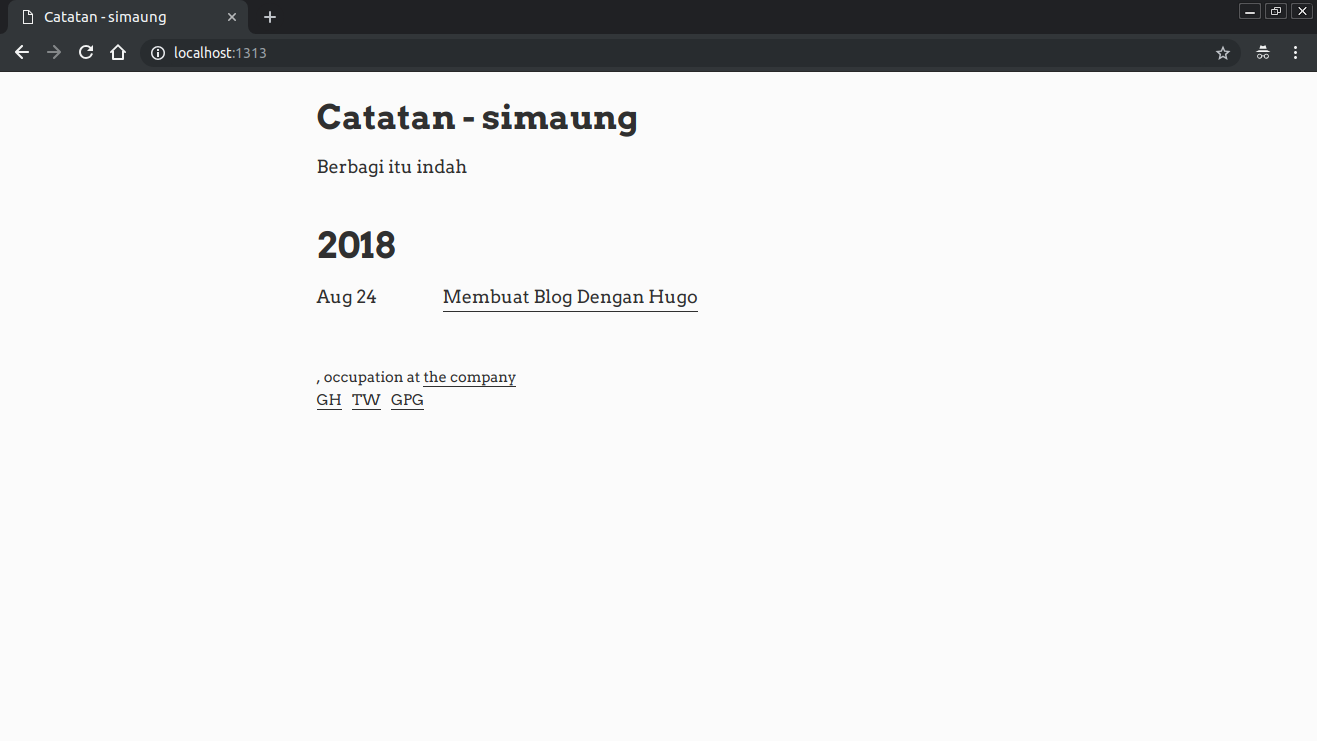 Catatan - simaung
localhost:1313
Catatan - simaung
Berbagi itu indah
2018
Aug 24 Membuat Blog Dengan Hugo
, occupation at the company
GH TW GPG